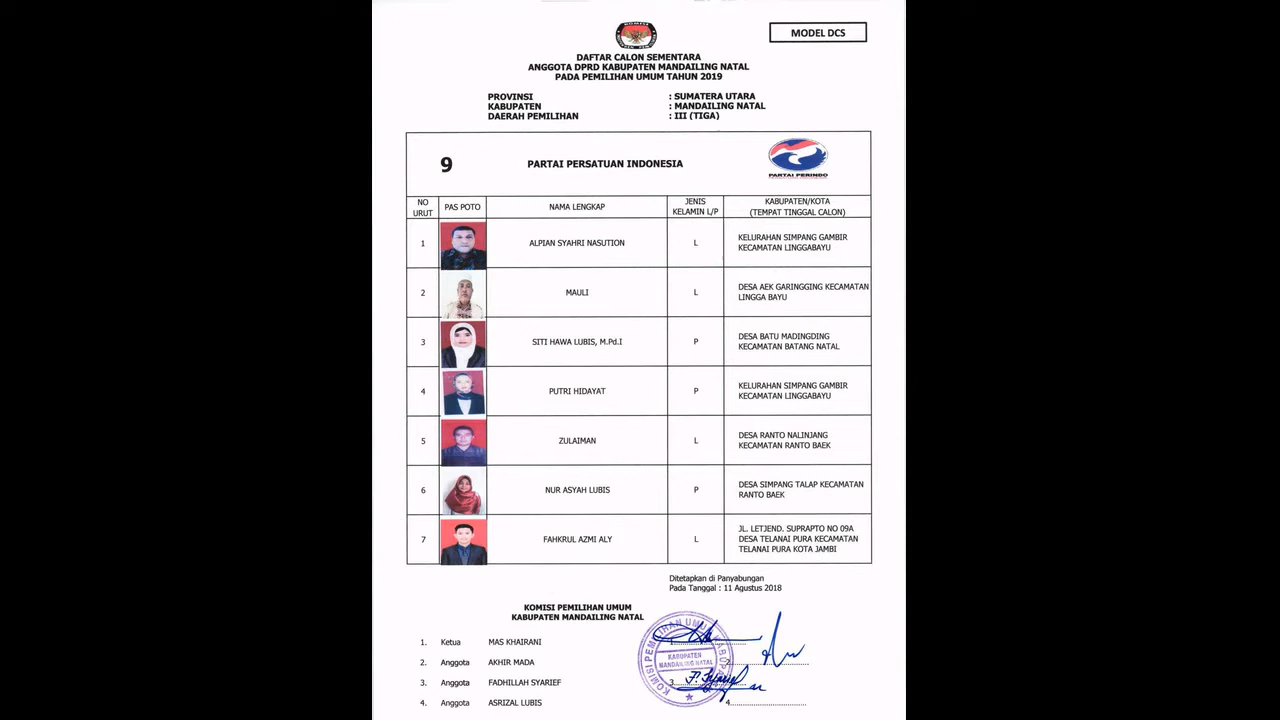 MODEL DCS
DAFTAR CALON SEMENTARA
ANGGOTA DPRD KABUPATEN MANDAILING NATAL
PADA PEMILIHAN UMUM TAHUN 2019
PROVINSI : SUMATERA UTARA
KABUPATEN : MANDAILING NATAL
DAERAH PEMILIHAN : III (TIGA)
9 PARTAI PERSATUAN INDONESIA
PARTAI PERINDO
NO URUT PAS POTO NAMA LENGKAP JENIS KELAMIN L/P KABUPATEN/KOTA (TEMPAT TINGGAL CALON)
1 ALPIAN SYAHRI NASUTION L KELURAHAN SIMPANG GAMBIR
KECAMATAN LINGGABAYU
2 MAULI L DESA AEK GARINGGING KECAMATAN
LINGGA BAYU
3 SITI HAWA LUBIS, M.Pd.I P DESA BATU MADINGDING
KECAMATAN BATANG NATAL
4 PUTRI HIDAYAT P KELURAHAN SIMPANG GAMBIR
KECAMATAN LINGGABAYU
5 ZULAIMAN L DESA RANTO NALINJANG
KECAMATAN RANTO BAEK
6 NUR ASYAH LUBIS P DESA SIMPANG TALAP KECAMATAN
RANTO BAEK
7 FAHKRUL AZMI ALY L JL. LETJEND. SUPRAPTO NO 09A
DESA TELANAI PURA KECAMATAN
TELANAI PURA KOTA JAMBI
Ditetapkan di Panyabungan
Pada Tanggal : 11 Agustus 2018
KOMISI PEMILIHAN UMUM
KABUPATEN MANDAILING NATAL
1. Ketua MAS KHAIRANI
2. Anggota AKHIR MADA
3. Anggota FADHILLAH SYARIEF 3
4. Anggota ASRIZAL LUBIS 4
KABUPATEN
MANDAILING NATAL